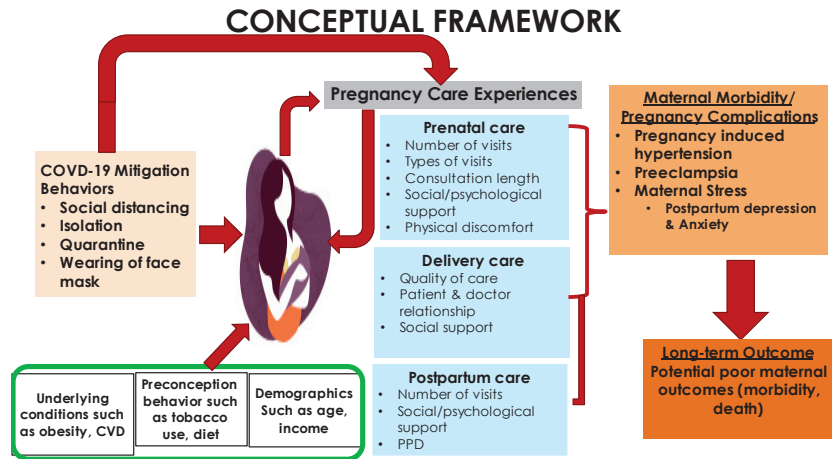 CONCEPTUAL FRAMEWORK
Pregnancy Care Experiences
COVID-19 Mitigation
Behaviors
• Social distancing
• Isolation
• Quarantine
• Wearing of face
mask
Prenatal care
• Number of visits
• Types of visits
• Consultation length
• Social/psychological
support
• Physical discomfort
Delivery care
• Quality of care
• Patient & doctor
relationship
• Social support
Postpartum care
• Number of visits
• Social/psychological
support
• PPD
Maternal Morbidity/
Pregnancy Complications
• Pregnancy induced
hypertension
• Preeclampsia
• Maternal Stress
• Postpartum depression
& Anxiety
Long-term Outcome
Potential poor maternal
outcomes (morbidity,
death)
Underlying
conditions such
as obesity, CVD
Preconception
behavior such
as tobacco
use, diet
Demographics
Such as age,
income